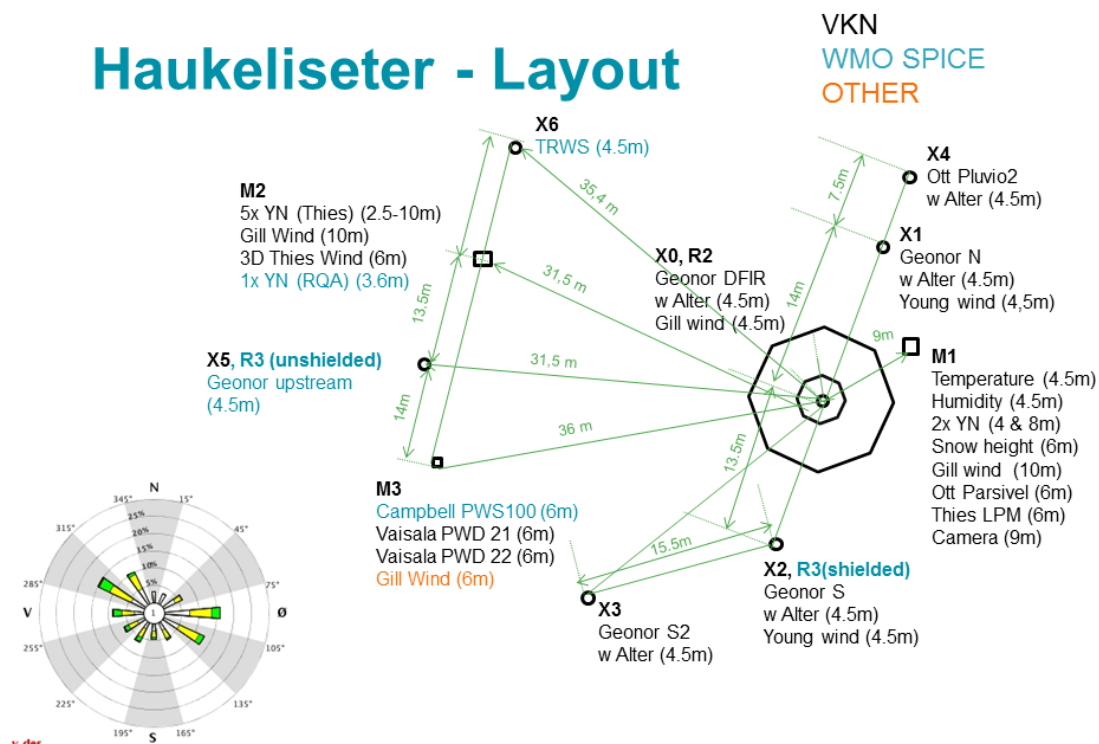 Haukeliseter - Layout
VKN
WMO SPICE
OTHER
X6
TRWS (4.5m)
X4
Ott Pluvio2
w Alter (4.5m)
7.5m
35,4 m
M2
5x YN (Thies) (2.5-10m)
Gill Wind (10m)
3D Thies Wind (6m)
1x YN (RQA) (3.6m)
X1
Geonor N
w Alter (4.5m)
Young wind (4,5m)
X0, R2
Geonor DFIR
w Alter (4.5m)
Gill wind (4.5m)
31,5 m
14m
13.5m
9m
X5, R3 (unshielded)
Geonor upstream
(4.5m)
31,5 m
M1
Temperature (4.5m)
Humidity (4.5m)
2x YN (4 & 8m)
Snow height (6m)
Gill wind (10m)
Ott Parsivel (6m)
Thies LPM (6m)
Camera (9m)
14m
36 m
13.5m
M3
Campbell PWS100 (6m)
Vaisala PWD 21 (6m)
Vaisala PWD 22 (6m)
Gill Wind (6m)
15.5m
X2, R3(shielded)
Geonor S
w Alter (4.5m)
Young wind (4.5m)
X3
Geonor S2
w Alter (4.5m)
N
345° 15°
315° 45°
25%
20%
15%
10%
5%
285° 75°
V 1 Ø
255° 105°
225° 135°
195° 165°
S
v der